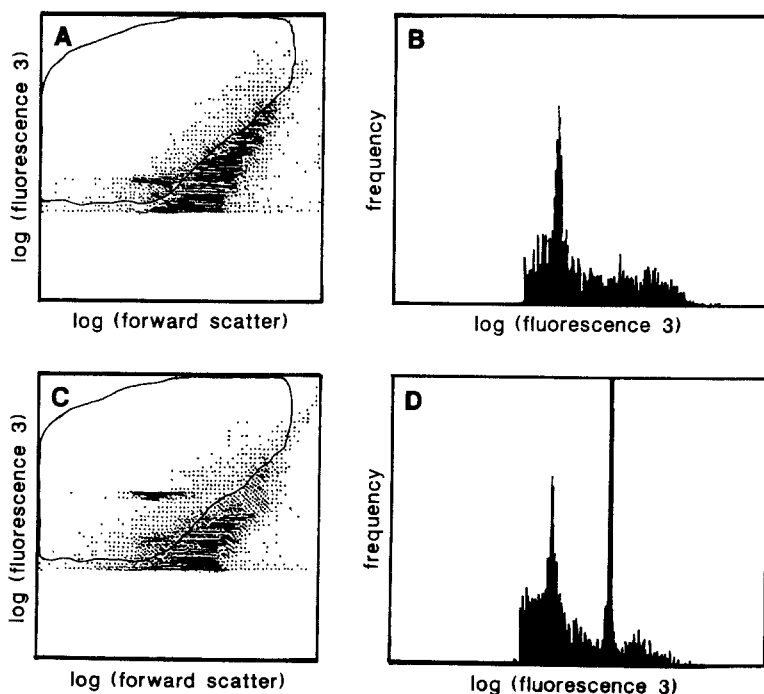 A
log (fluorescence 3)
log (forward scatter)
B
frequency
log (fluorescence 3)
C
log (fluorescence 3)
log (forward scatter)
D
frequency
log (fluorescence 3)